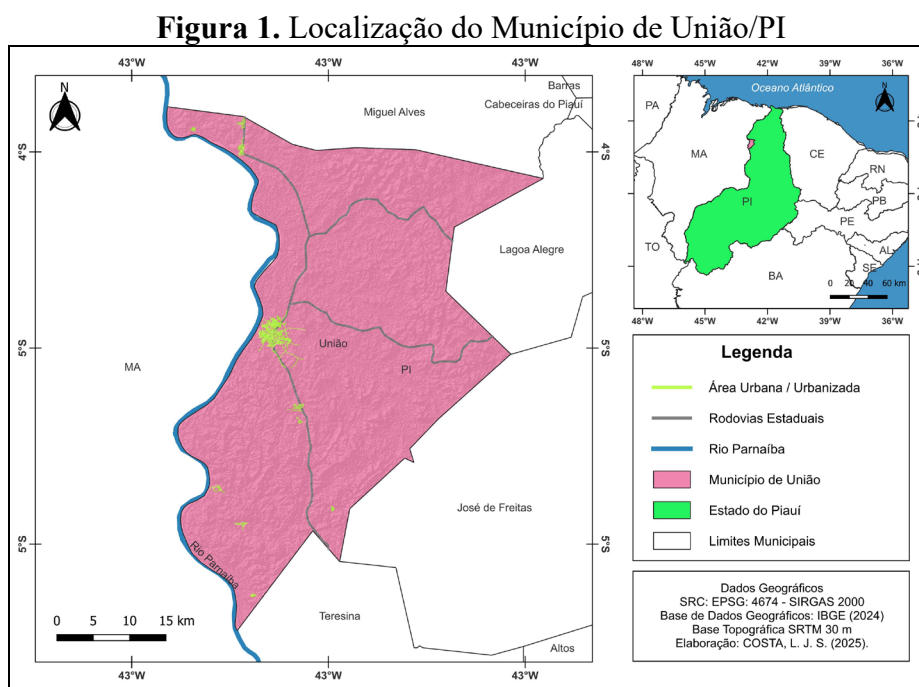 Figura 1. Localização do Município de União/PI
43°W 43°W 43°W
N
Barras
Cabeceiras do Piauí
Miguel Alves
4°S
Lagoa Alegre
MA
União
PI
5°S
5°S
José de Freitas
5°S
5°S
Rio Parnaíba
0 5 10 15 km
Teresina
Altos
43°W 43°W 43°W
48°W 45°W 42°W 39°W 36°W
Oceano Atlântico
N
PA
MA
CE
RN
PI
PB
PE
TO
AL
SE
BA
0 20 40 60 km
48°W 45°W 42°W 39°W 36°W
Legenda
Área Urbana / Urbanizada
Rodovias Estaduais
Rio Parnaíba
Município de União
Estado do Piauí
Limites Municipais
Dados Geográficos
SRC: EPSG: 4674 - SIRGAS 2000
Base de Dados Geográficos: IBGE (2024)
Base Topográfica SRTM 30 m
Elaboração: COSTA, L. J. S. (2025).